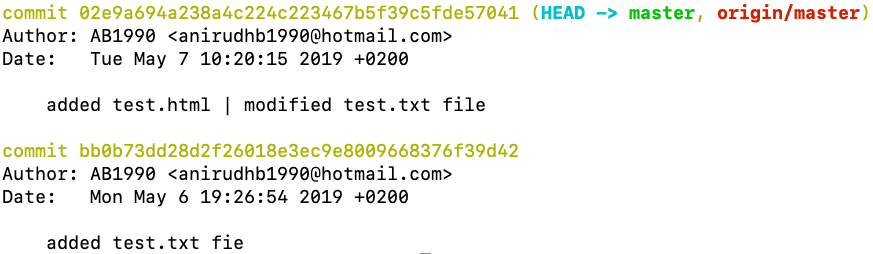 commit 02e9a694a238a4c224c223467b5f39c5fde57041 (HEAD -> master, origin/master)
Author: AB1990 <anirudhb1990@hotmail.com>
Date:   Tue May 7 10:20:15 2019 +0200
    added test.html | modified test.txt file
commit bb0b73dd28d2f26018e3ec9e8009668376f39d42
Author: AB1990 <anirudhb1990@hotmail.com>
Date:   Mon May 6 19:26:54 2019 +0200
    added test.txt fie